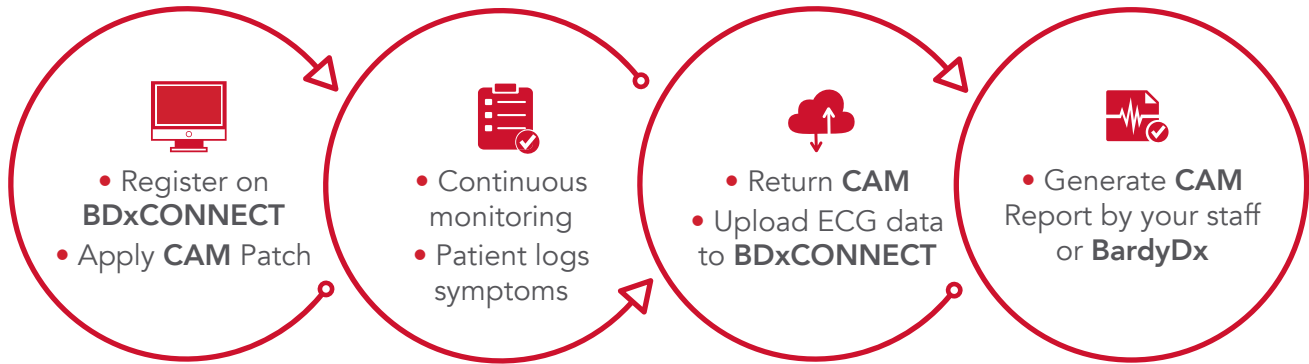 • Register on
BDxCONNECT
• Apply CAM Patch
• Continuous
monitoring
• Patient logs
symptoms
• Return CAM
• Upload ECG data
to BDxCONNECT
• Generate CAM
Report by your staff
or BardyDx